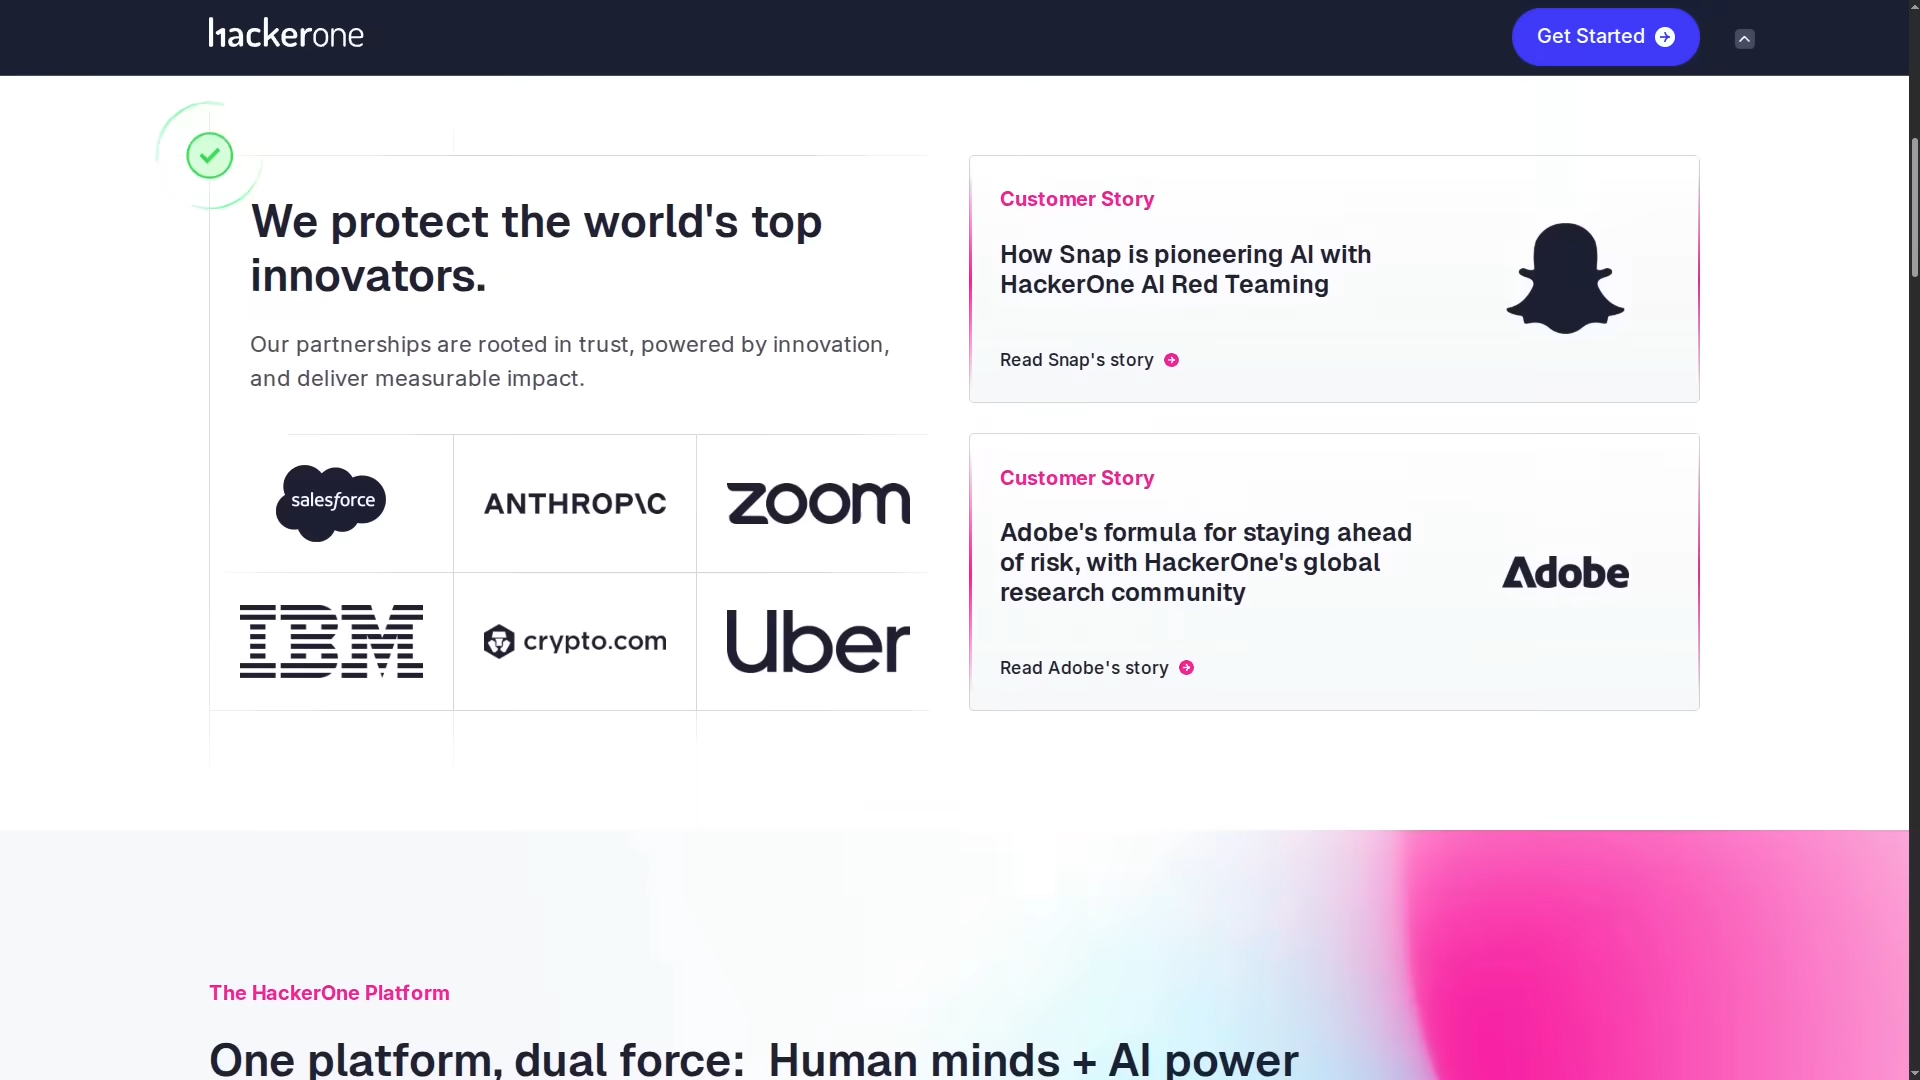 hackerone
Get Started
We protect the world's top
innovators.
Our partnerships are rooted in trust, powered by innovation,
and deliver measurable impact.
salesforce
ANTHROP\C
zoom
IBM
crypto.com
Uber
Customer Story
How Snap is pioneering AI with
HackerOne AI Red Teaming
Read Snap's story
Customer Story
Adobe's formula for staying ahead
of risk, with HackerOne's global
research community
Adobe
Read Adobe's story
The HackerOne Platform
One platform, dual force: Human minds + AI power